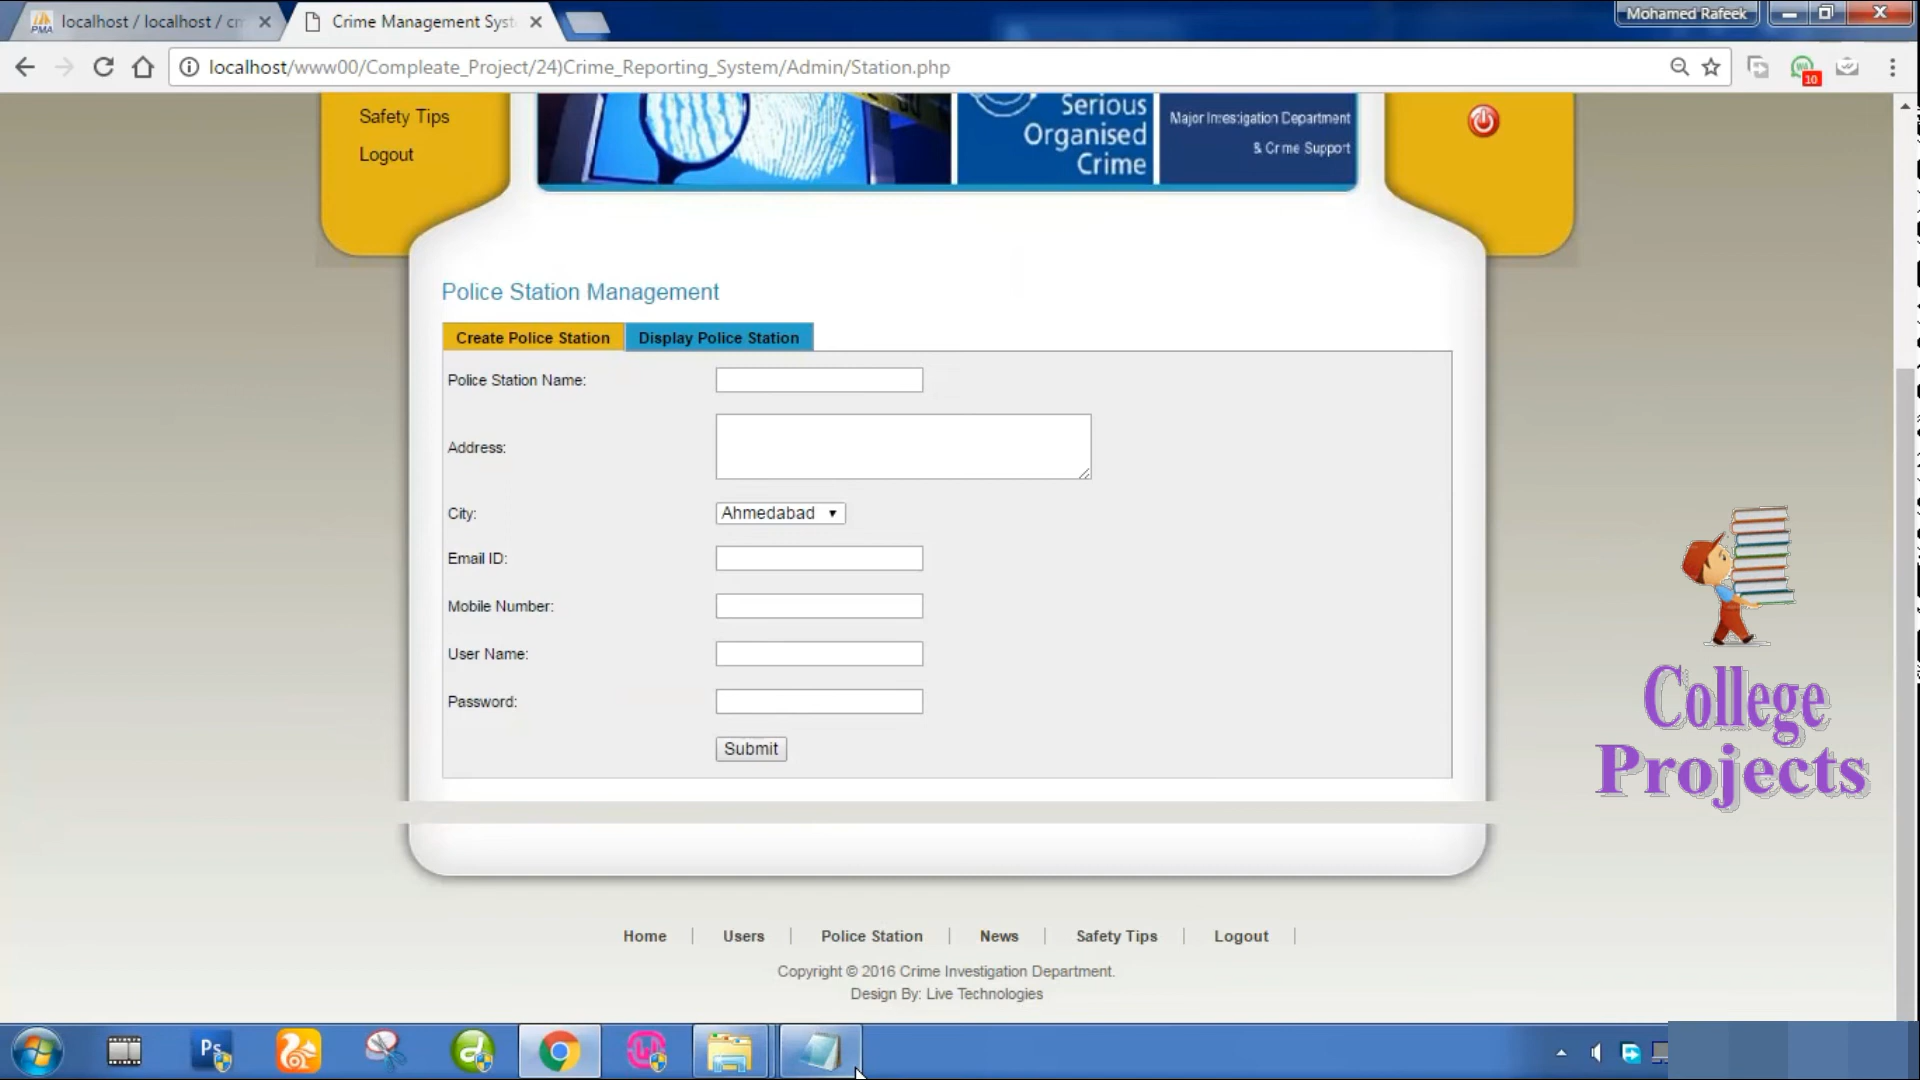 localhost / localhost / cr
Crime Management Syst
Mohamed Rafeek
localhost/www00/Compleate_Project/24)Crime_Reporting_System/Admin/Station.php
10
Safety Tips
Logout
Serious
Organised
Crime
Major Investigation Department
& Crime Support
Police Station Management
Create Police Station
Display Police Station
Police Station Name:
Address:
City:
Ahmedabad
Email ID:
Mobile Number:
User Name:
Password:
Submit
College
Projects
Home | Users | Police Station | News | Safety Tips | Logout |
Copyright © 2016 Crime Investigation Department.
Design By: Live Technologies
Ps